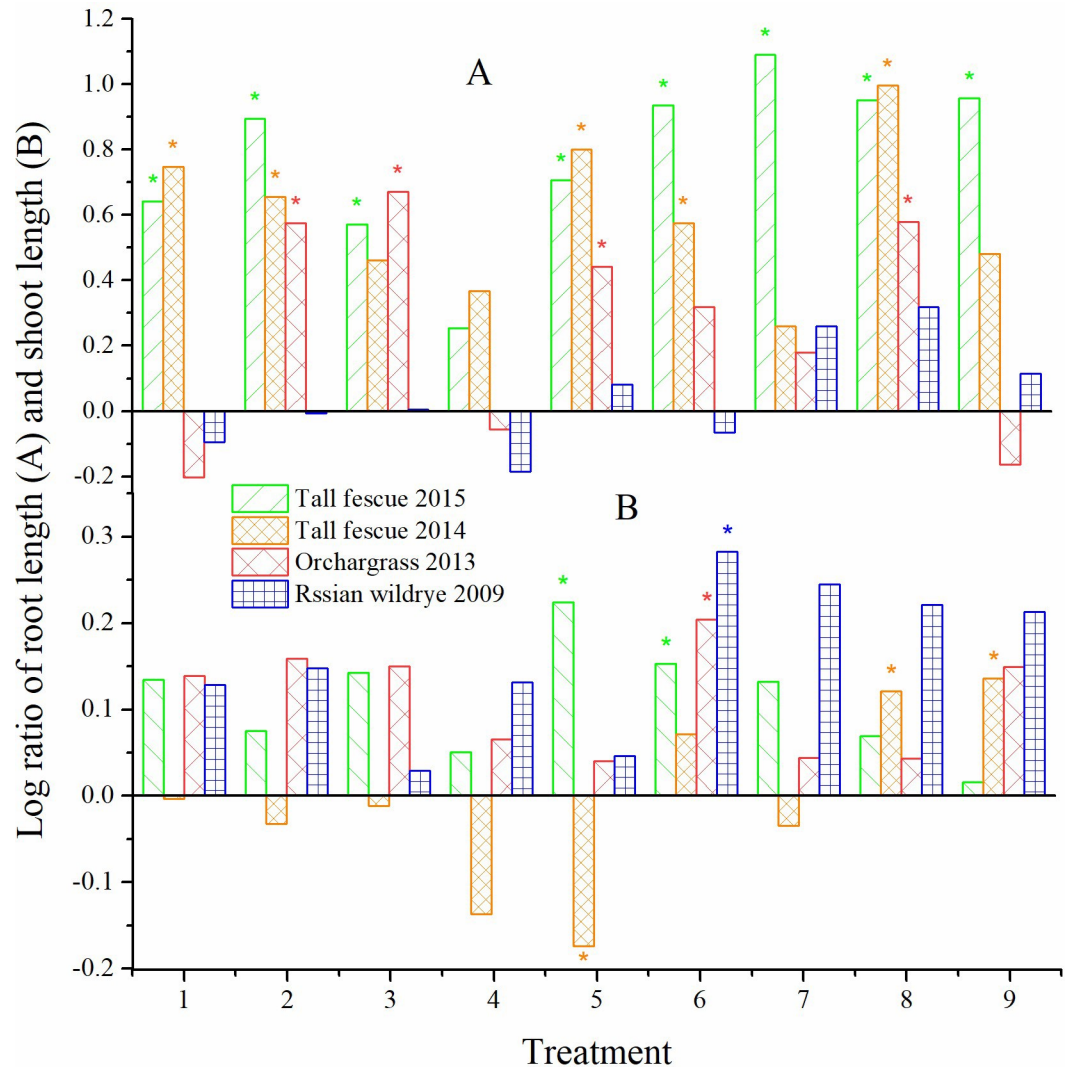 Log ratio of root length (A) and shoot length (B)
1.2
1.0
0.8
0.6
0.4
0.2
0.0
-0.2
A
* * * * * * * * * * * * * * * *
Tall fescue 2015
Tall fescue 2014
Orchargrass 2013
Rssian wildrye 2009
B
0.3
0.2
0.1
0.0
-0.1
-0.2
* * * * * * *
1 2 3 4 5 6 7 8 9
Treatment